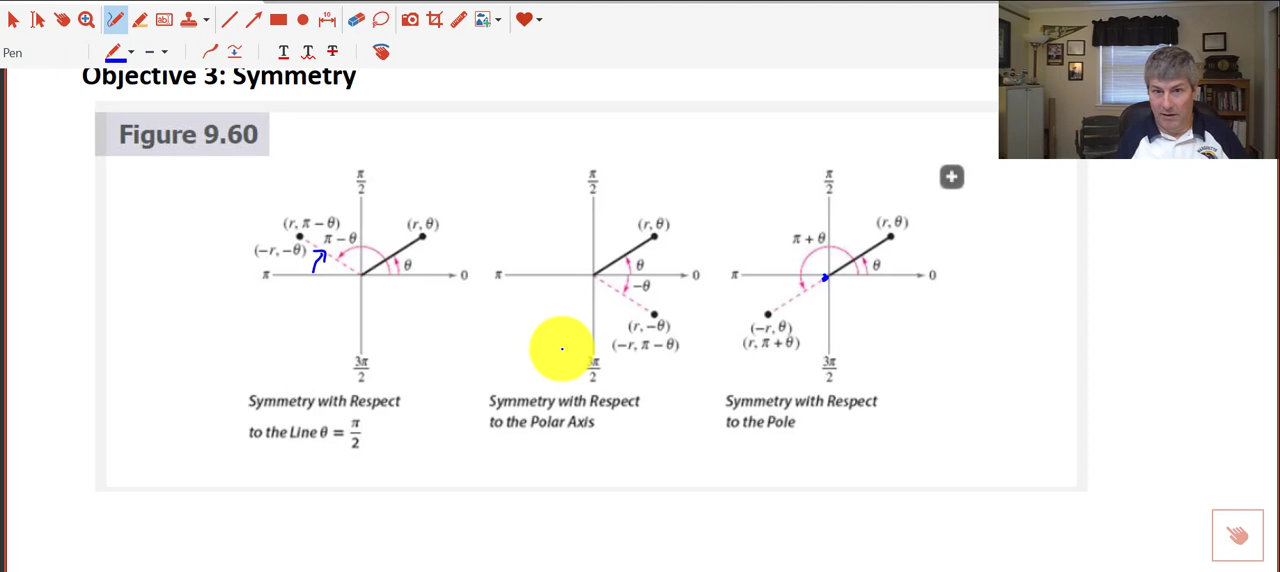 Pen
Objective 3: Symmetry
Figure 9.60
π/2
(r, π − θ)
(r, θ)
π − θ
(−r, −θ)
θ
π
0
3π/2
Symmetry with Respect
to the Line θ = π/2
π/2
(r, θ)
θ
π
0
−θ
(r, −θ)
(−r, π − θ)
3π/2
Symmetry with Respect
to the Polar Axis
π/2
(r, θ)
π + θ
θ
π
0
(−r, θ)
(r, π + θ)
3π/2
Symmetry with Respect
to the Pole